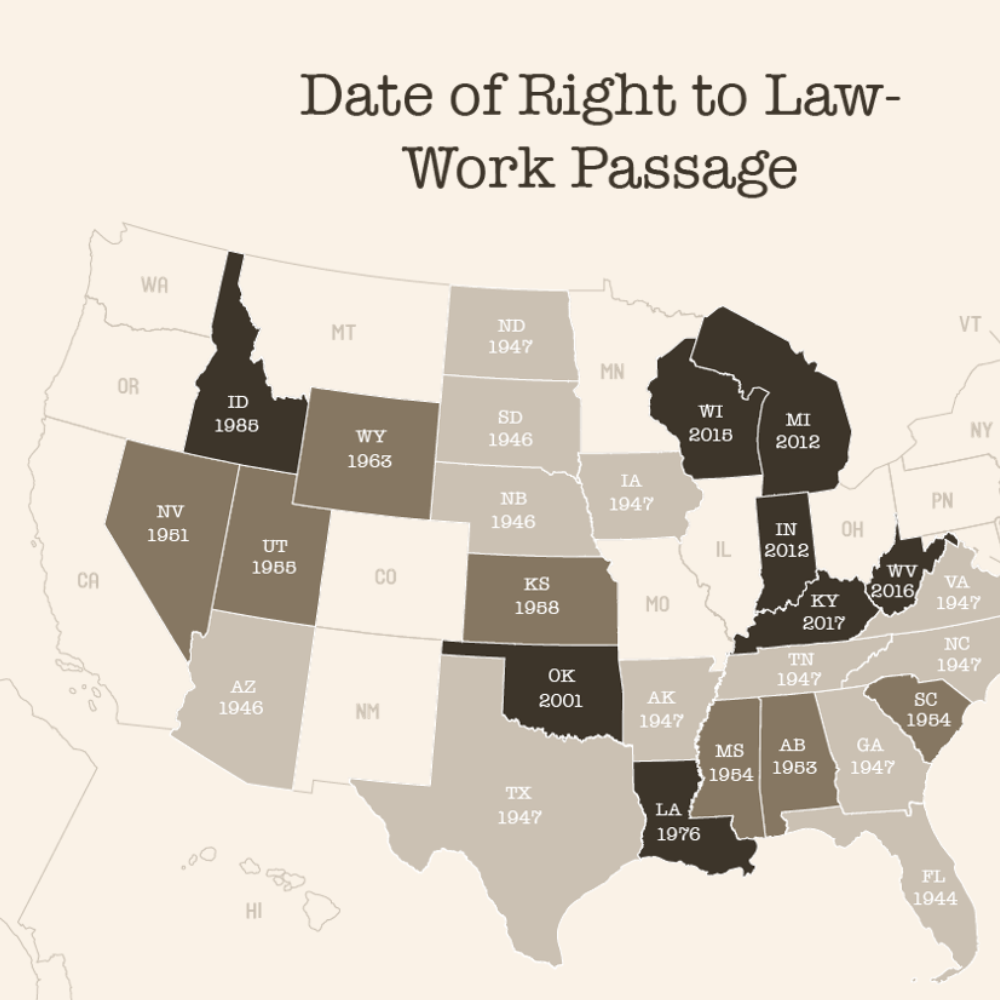 Date of Right to Law-
Work Passage
WA
MT
ND
1947
MN
VT
OR
ID
1985
WY
1963
SD
1946
WI
2015
MI
2012
NY
NV
1951
UT
1955
NB
1946
IA
1947
IL
IN
2012
OH
PN
CA
CO
KS
1958
MO
KY
2017
WV
2016
VA
1947
AZ
1946
NM
OK
2001
AK
1947
TN
1947
NC
1947
SC
1954
TX
1947
LA
1976
MS
1954
AB
1953
GA
1947
HI
FL
1944